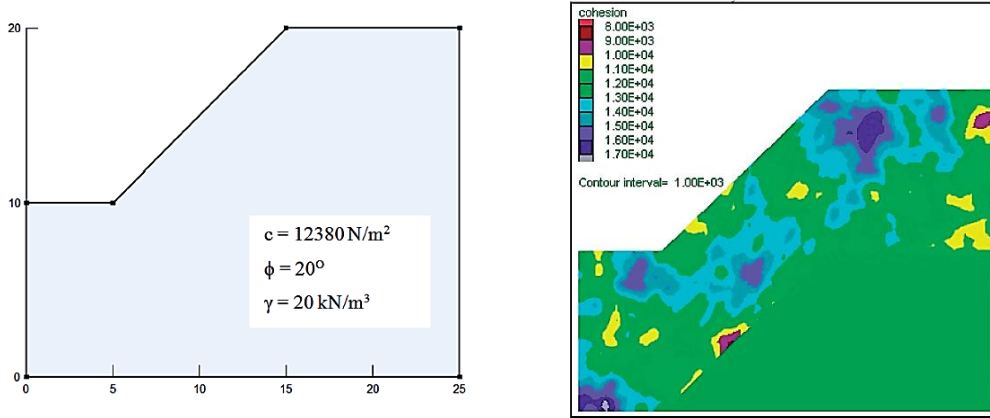 20
10
0
0
5
10
15
20
25
c = 12380 N/m²
ϕ = 20°
γ = 20 kN/m³
cohesion
8.00E+03
9.00E+03
1.00E+04
1.10E+04
1.20E+04
1.30E+04
1.40E+04
1.50E+04
1.60E+04
1.70E+04
Contour interval= 1.00E+03